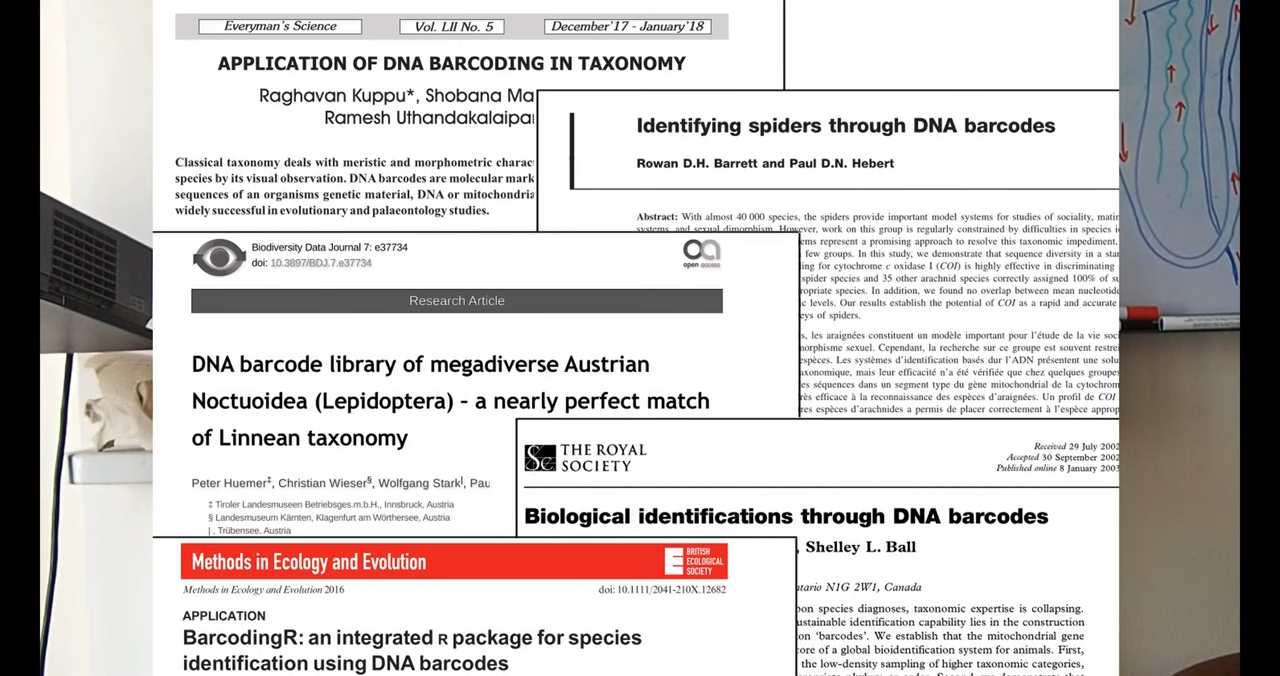 Everyman's Science
Vol. LII No. 5
December'17 - January'18
APPLICATION OF DNA BARCODING IN TAXONOMY
Raghavan Kuppu*, Shobana Ma
Ramesh Uthandakalaipa
Classical taxonomy deals with meristic and morphometric charac
species by its visual observation. DNA barcodes are molecular mark
sequences of an organisms genetic material, DNA or mitochondria
widely successful in evolutionary and palaeontology studies.
Identifying spiders through DNA barcodes
Rowan D.H. Barrett and Paul D.N. Hebert
Abstract: With almost 40 000 species, the spiders provide important model systems for studies of sociality, matin
systems, and sexual dimorphism. However, work on this group is regularly constrained by difficulties in species i
ems represent a promising approach to resolve this taxonomic impediment,
few groups. In this study, we demonstrate that sequence diversity in a sta
ing for cytochrome c oxidase I (COI) is highly effective in discriminating
spider species and 35 other arachnid species correctly assigned 100% of su
ropriate species. In addition, we found no overlap between mean nucleotide
c levels. Our results establish the potential of COI as a rapid and accurate
eys of spiders.
s, les araignées constituent un modèle important pour l'étude de la vie soci
morphisme sexuel. Cependant, la recherche sur ce groupe est souvent restre
espèces. Les systèmes d'identification basés dur l'ADN présentent une solu
axonomique, mais leur efficacité n'a été vérifiée que chez quelques groupes
es séquences dans un segment type du gène mitochondrial de la cytochrom
rès efficace à la reconnaissance des espèces d'araignées. Un profil de COI
res espèces d'arachnides a permis de placer correctement à l'espèce approp
Biodiversity Data Journal 7: e37734
doi: 10.3897/BDJ.7.e37734
open access
Research Article
DNA barcode library of megadiverse Austrian
Noctuoidea (Lepidoptera) – a nearly perfect match
of Linnean taxonomy
Peter Huemer‡, Christian Wieser§, Wolfgang Stark|, Pau
‡ Tiroler Landesmuseen Betriebsges.m.b.H., Innsbruck, Austria
§ Landesmuseum Kärnten, Klagenfurt am Wörthersee, Austria
| , Trübensee, Austria
THE ROYAL
SOCIETY
Received 29 July 2002
Accepted 30 September 2002
Published online 8 January 2003
Biological identifications through DNA barcodes
, Shelley L. Ball
ntario N1G 2W1, Canada
on species diagnoses, taxonomic expertise is collapsing.
ustainable identification capability lies in the construction
on 'barcodes'. We establish that the mitochondrial gene
ore of a global bioidentification system for animals. First,
the low-density sampling of higher taxonomic categories,
Methods in Ecology and Evolution
BRITISH
ECOLOGICAL
SOCIETY
Methods in Ecology and Evolution 2016
doi: 10.1111/2041-210X.12682
APPLICATION
BarcodingR: an integrated R package for species
identification using DNA barcodes